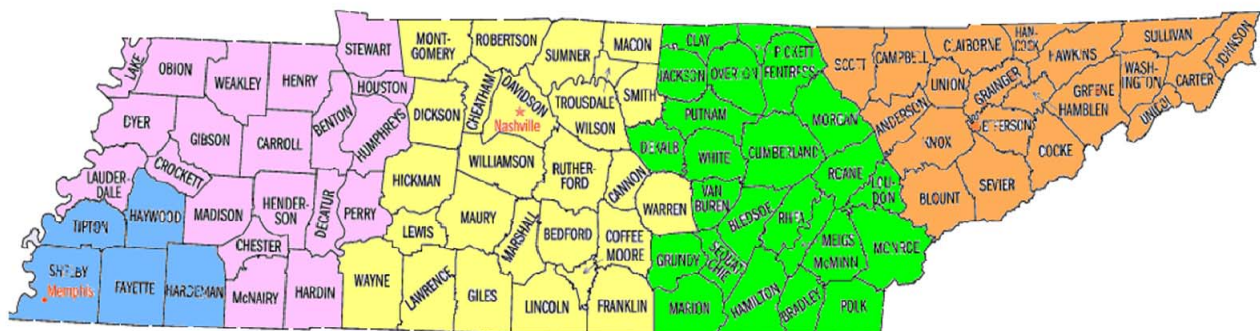 STEWART
MONT-
GOMERY
ROBERTSON
SUMNER
MACON
CLAY
PICKETT
SCOTT
CAMPBELL
CLAIBORNE
HAN-
COCK
HAWKINS
SULLIVAN
JOHNSON
LAKE
OBION
WEAKLEY
HENRY
HOUSTON
CHEATHAM
DAVIDSON
Nashville
TROUSDALE
SMITH
JACKSON
OVERTON
FENTRESS
UNION
GRAINGER
GREENE
HAMBLEN
WASH-
INGTON
CARTER
UNICOI
DYER
GIBSON
CARROLL
BENTON
HUMPHREYS
DICKSON
WILSON
PUTNAM
MORGAN
ANDERSON
KNOX
JEFFERSON
COCKE
LAUDER-
DALE
CROCKETT
MADISON
HENDER-
SON
DECATUR
PERRY
HICKMAN
WILLIAMSON
RUTHER-
FORD
CANNON
DEKALB
WHITE
CUMBERLAND
ROANE
LOU-
DON
BLOUNT
SEVIER
TIPTON
HAYWOOD
CHESTER
LEWIS
MAURY
MARSHALL
BEDFORD
COFFEE
MOORE
WARREN
VAN
BUREN
BLEDSOE
RHEA
MEIGS
McMINN
MONROE
SHELBY
Memphis
FAYETTE
HARDEMAN
McNAIRY
HARDIN
WAYNE
LAWRENCE
GILES
LINCOLN
FRANKLIN
GRUNDY
SEQUAT-
CHIE
MARION
HAMILTON
BRADLEY
POLK